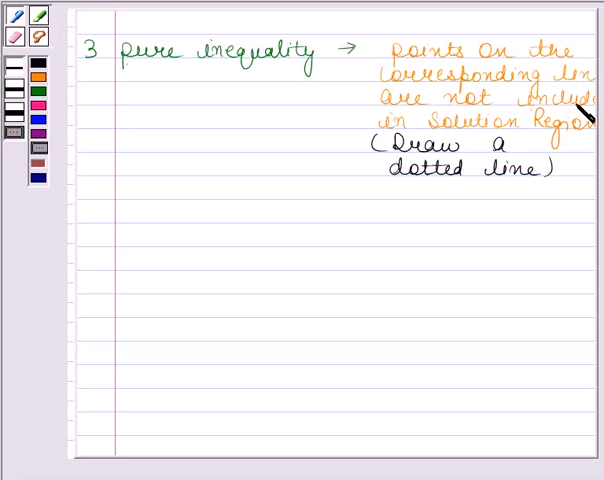 3 pure inequality → points on the
corresponding lin
are not include
in Solution Region
(Draw a
dotted line)